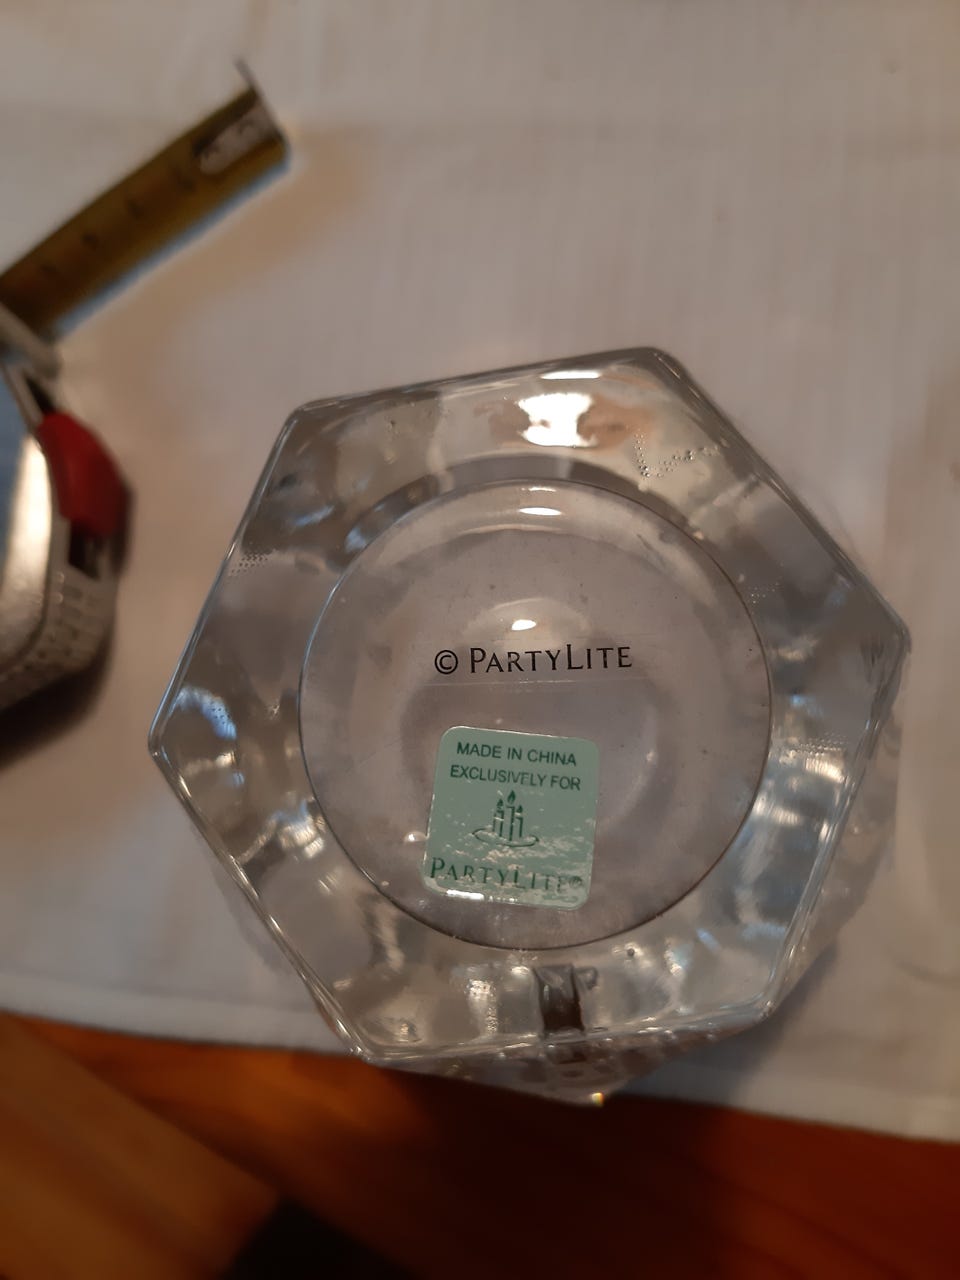 © PARTYLITE
MADE IN CHINA
EXCLUSIVELY FOR
PARTYLITE®